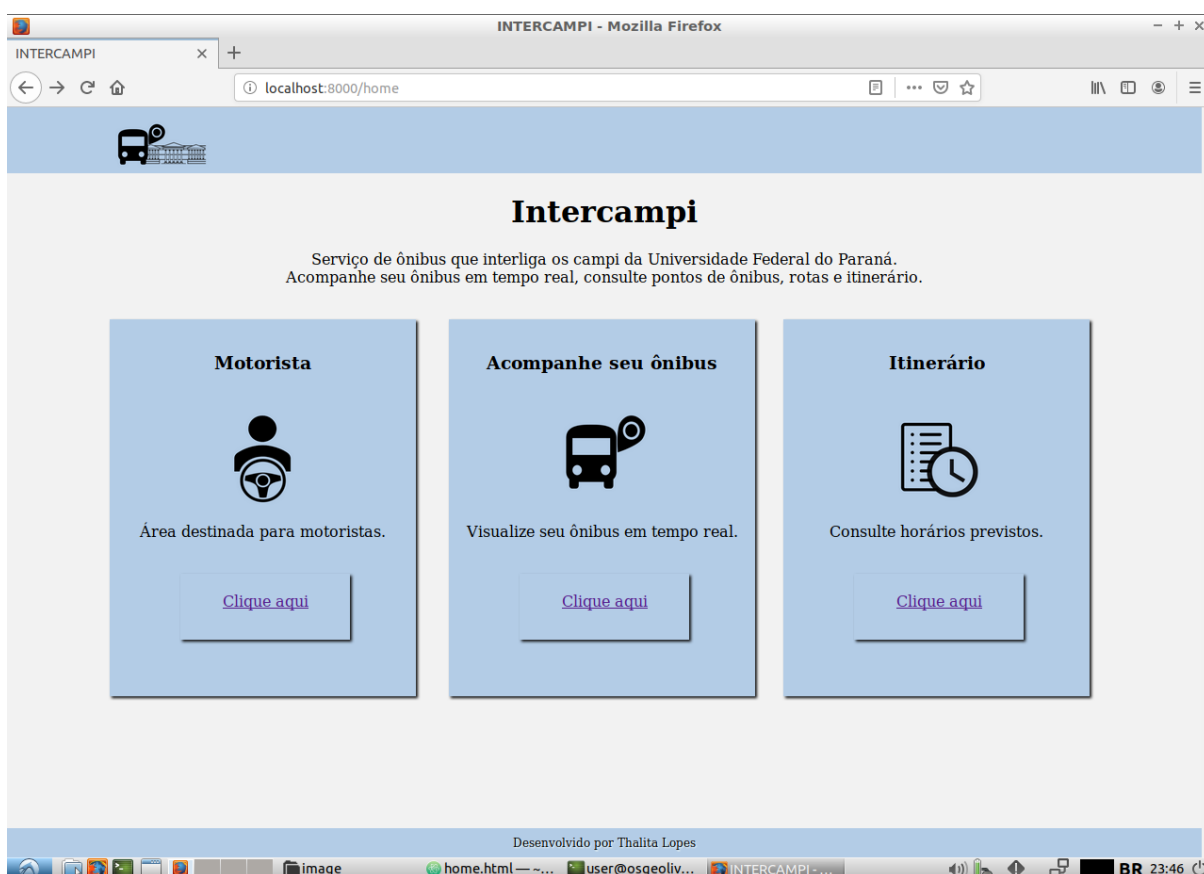 INTERCAMPI - Mozilla Firefox
INTERCAMPI
localhost:8000/home
Intercampi
Serviço de ônibus que interliga os campi da Universidade Federal do Paraná.
Acompanhe seu ônibus em tempo real, consulte pontos de ônibus, rotas e itinerário.
Motorista
Área destinada para motoristas.
Clique aqui
Acompanhe seu ônibus
Visualize seu ônibus em tempo real.
Clique aqui
Itinerário
Consulte horários previstos.
Clique aqui
Desenvolvido por Thalita Lopes
image
home.html — ~...
user@osgeoliv...
INTERCAMPI - ...
BR 23:46